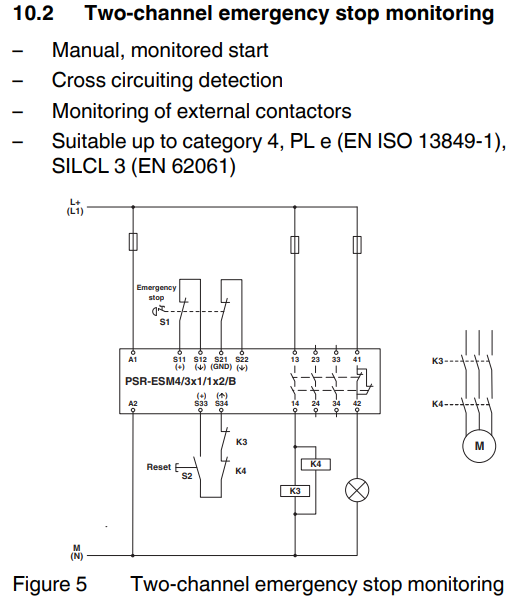 10.2 Two-channel emergency stop monitoring
– Manual, monitored start
– Cross circuiting detection
– Monitoring of external contactors
– Suitable up to category 4, PL e (EN ISO 13849-1),
SILCL 3 (EN 62061)
L+
(L1)
Emergency
stop
S1
A1 S11 S12 S21 S22 13 23 33 41
(+) (↓) (GND) (↓)
PSR-ESM4/3x1/1x2/B
(+) (↑)
A2 S33 S34 14 24 34 42
K3
K4
M
K3
Reset
S2
K4
K4
K3
M
(N)
Figure 5 Two-channel emergency stop monitoring